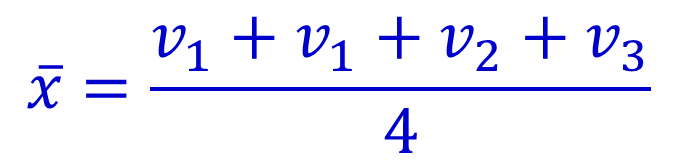 x̄ = (v₁ + v₁ + v₂ + v₃) / 4